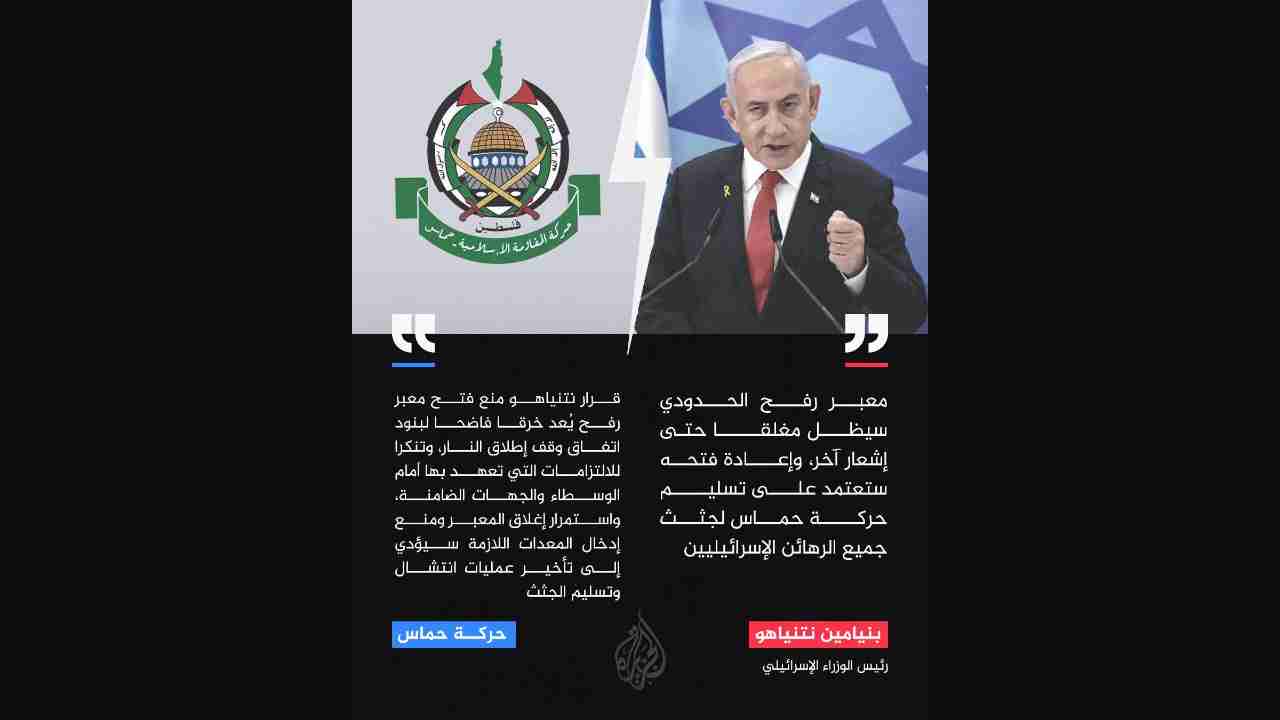 فلسطين
حركة المقاومة الإسلامية - حماس
معبر رفح الحدودي
سيظل مغلقا حتى
إشعار آخر، وإعادة فتحه
ستعتمد على تسليم
حركة حماس لجثث
جميع الرهائن الإسرائيليين
بنيامين نتنياهو
رئيس الوزراء الإسرائيلي
قرار نتنياهو منع فتح معبر
رفح يُعد خرقا فاضحا لبنود
اتفاق وقف إطلاق النار، وتنكرا
للالتزامات التي تعهد بها أمام
الوسطاء والجهات الضامنة،
واستمرار إغلاق المعبر ومنع
إدخال المعدات اللازمة سيؤدي
إلى تأخير عمليات انتشال
وتسليم الجثث
حركة حماس
الجزيرة